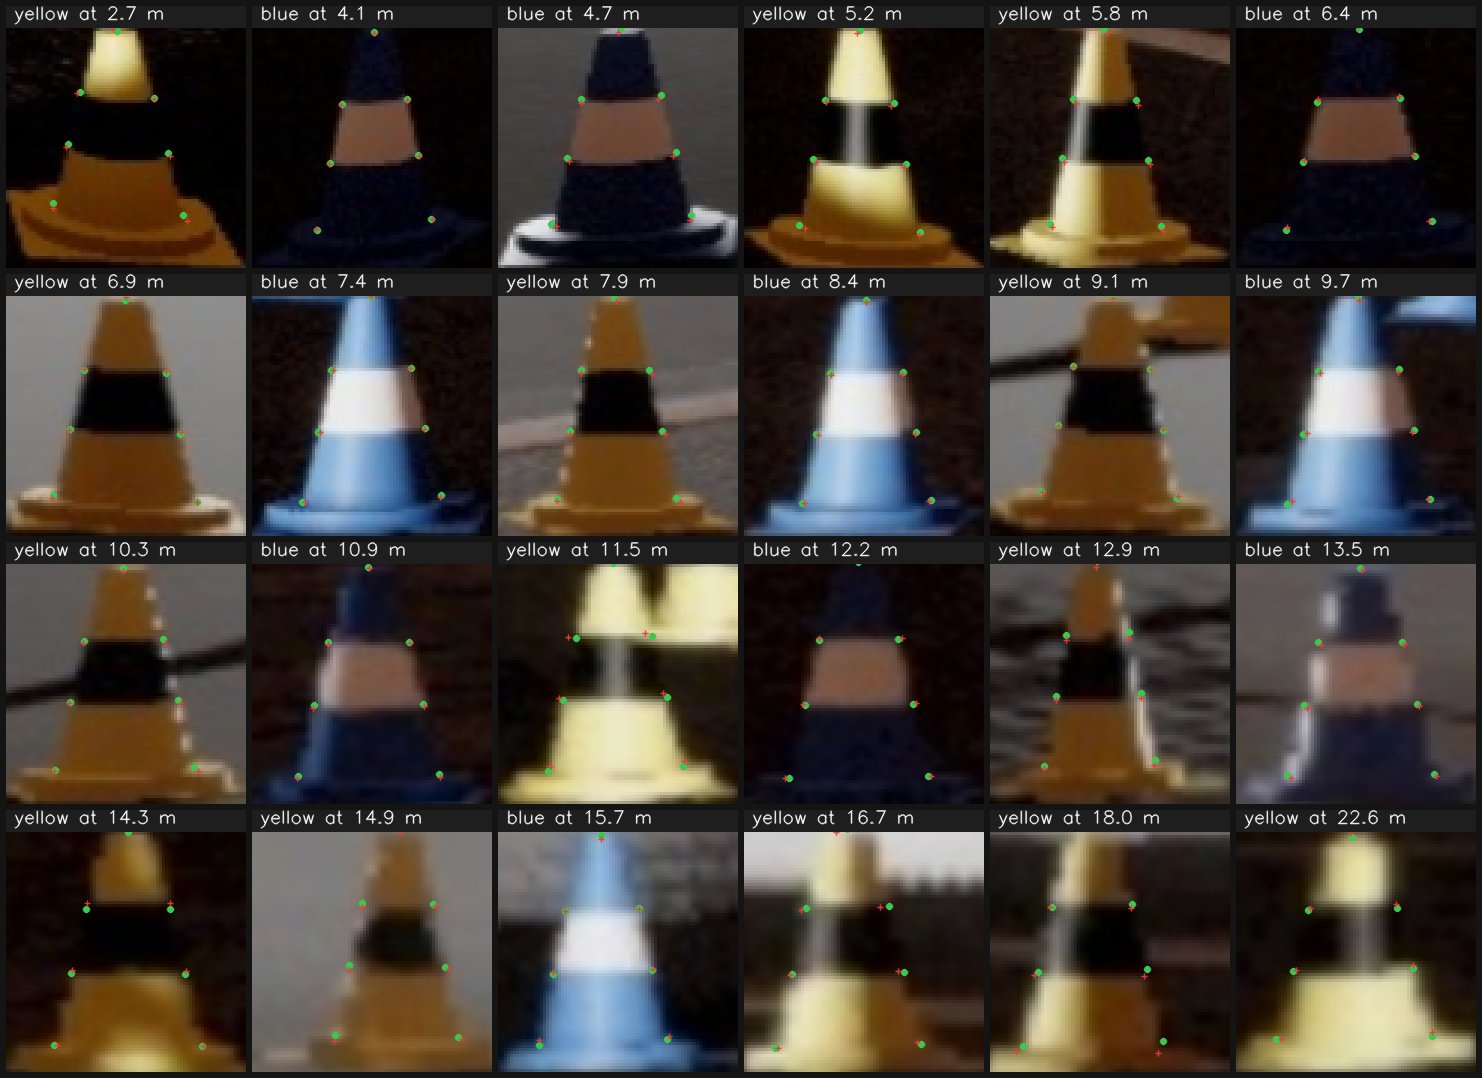 yellow at 2.7 m
blue at 4.1 m
blue at 4.7 m
yellow at 5.2 m
yellow at 5.8 m
blue at 6.4 m
yellow at 6.9 m
blue at 7.4 m
yellow at 7.9 m
blue at 8.4 m
yellow at 9.1 m
blue at 9.7 m
yellow at 10.3 m
blue at 10.9 m
yellow at 11.5 m
blue at 12.2 m
yellow at 12.9 m
blue at 13.5 m
yellow at 14.3 m
yellow at 14.9 m
blue at 15.7 m
yellow at 16.7 m
yellow at 18.0 m
yellow at 22.6 m